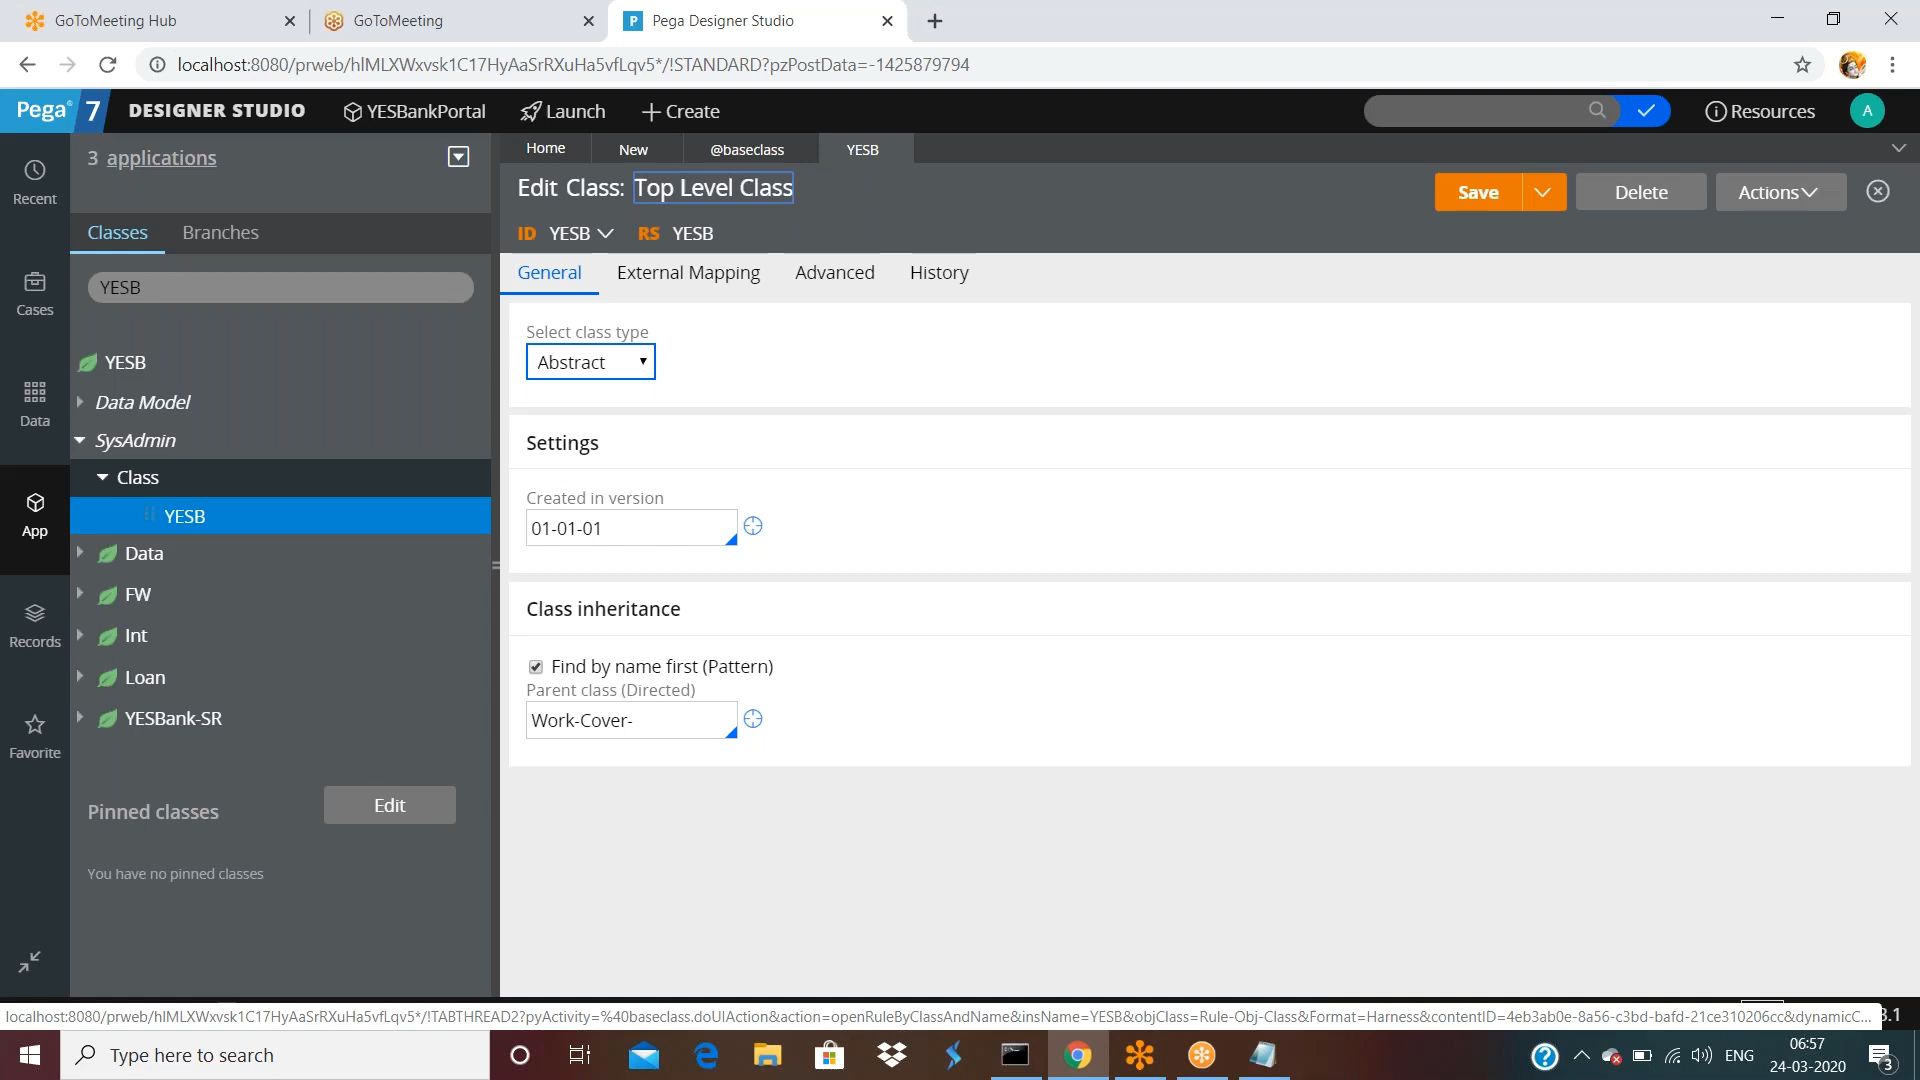 GoToMeeting Hub
GoToMeeting
P Pega Designer Studio
localhost:8080/prweb/hlMLXWxvsk1C17HyAaSrRXuHa5vfLqv5*/!STANDARD?pzPostData=-1425879794
Pega 7 DESIGNER STUDIO YESBankPortal Launch Create Resources A
3 applications
Home New @baseclass YESB
Edit Class: Top Level Class
Save Delete Actions
ID YESB RS YESB
Recent
Cases
Data
App
Records
Favorite
Classes Branches
YESB
YESB
Data Model
SysAdmin
Class
YESB
Data
FW
Int
Loan
YESBank-SR
Pinned classes Edit
You have no pinned classes
General External Mapping Advanced History
Select class type
Abstract
Settings
Created in version
01-01-01
Class inheritance
Find by name first (Pattern)
Parent class (Directed)
Work-Cover-
localhost:8080/prweb/hlMLXWxvsk1C17HyAaSrRXuHa5vfLqv5*/!TABTHREAD2?pyActivity=%40baseclass.doUIAction&action=openRuleByClassAndName&insName=YESB&objClass=Rule-Obj-Class&Format=Harness&contentID=4eb3ab0e-8a56-c3bd-bafd-21ce310206cc&dynamicC... 3.1
Type here to search
ENG
06:57
24-03-2020
3